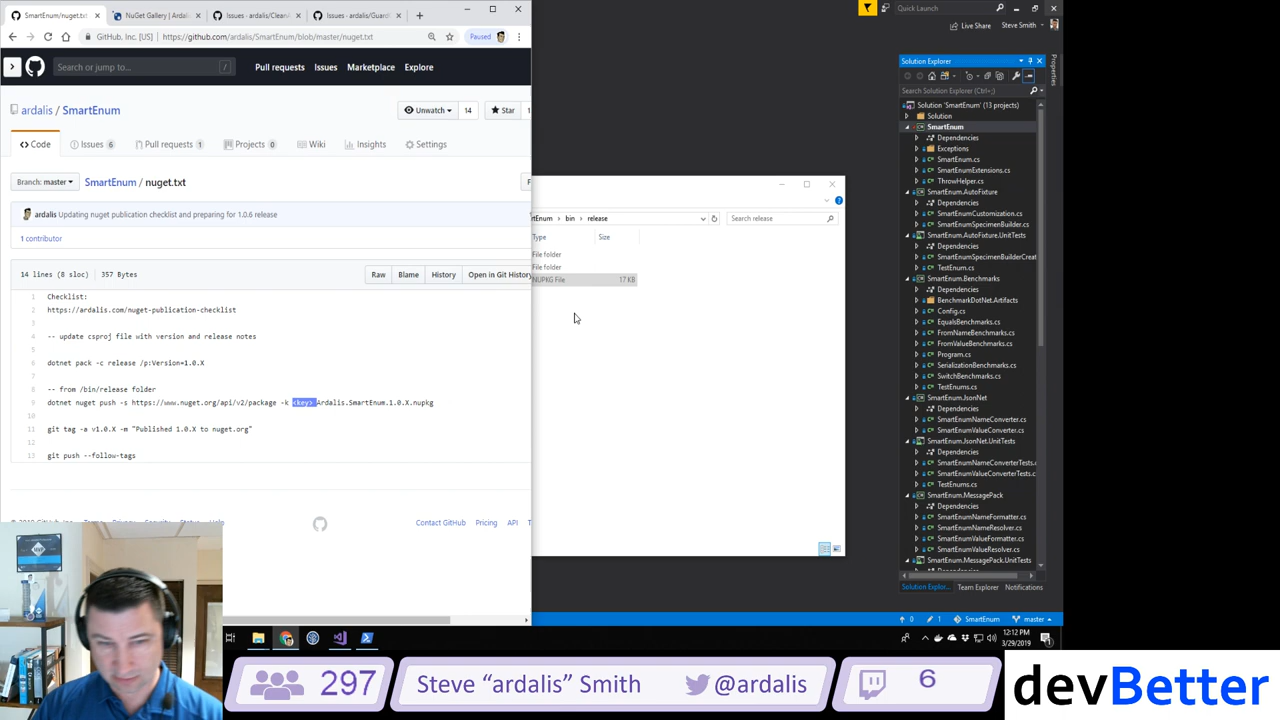 SmartEnum/nuget.txt
NuGet Gallery | Ardali
Issues - ardalis/Clean
Issues - ardalis/Guard
GitHub, Inc. [US]
https://github.com/ardalis/SmartEnum/blob/master/nuget.txt
Paused
Search or jump to...
/
Pull requests
Issues
Marketplace
Explore
ardalis / SmartEnum
Unwatch
14
Star
Code
Issues 6
Pull requests 1
Projects 0
Wiki
Insights
Settings
Branch: master
SmartEnum / nuget.txt
ardalis Updating nuget publication checklist and preparing for 1.0.6 release
1 contributor
14 lines (8 sloc)
357 Bytes
Raw
Blame
History
Open in Git History
1 Checklist:
2 https://ardalis.com/nuget-publication-checklist
3
4 -- update csproj file with version and release notes
5
6 dotnet pack -c release /p:Version=1.0.X
7
8 -- from /bin/release folder
9 dotnet nuget push -s https://www.nuget.org/api/v2/package -k <key> Ardalis.SmartEnum.1.0.X.nupkg
10
11 git tag -a v1.0.X -m "Published 1.0.X to nuget.org"
12
13 git push --follow-tags
Contact GitHub
Pricing
API
rtEnum > bin > release
Search release
Type
Size
File folder
File folder
NUPKG File
17 KB
Quick Launch
Live Share
Steve Smith
Solution Explorer
Properties
Search Solution Explorer (Ctrl+;)
Solution 'SmartEnum' (13 projects)
Solution
SmartEnum
Dependencies
Exceptions
SmartEnum.cs
SmartEnumExtensions.cs
ThrowHelper.cs
SmartEnum.AutoFixture
Dependencies
SmartEnumCustomization.cs
SmartEnumSpecimenBuilder.cs
SmartEnum.AutoFixture.UnitTests
Dependencies
SmartEnumSpecimenBuilderCreat
TestEnum.cs
SmartEnum.Benchmarks
Dependencies
BenchmarkDotNet.Artifacts
Config.cs
EqualsBenchmarks.cs
FromNameBenchmarks.cs
FromValueBenchmarks.cs
Program.cs
SerializationBenchmarks.cs
SwitchBenchmarks.cs
TestEnums.cs
SmartEnum.JsonNet
Dependencies
SmartEnumNameConverter.cs
SmartEnumValueConverter.cs
SmartEnum.JsonNet.UnitTests
Dependencies
SmartEnumNameConverterTests.c
SmartEnumValueConverterTests.c
TestEnums.cs
SmartEnum.MessagePack
Dependencies
SmartEnumNameFormatter.cs
SmartEnumNameResolver.cs
SmartEnumValueFormatter.cs
SmartEnumValueResolver.cs
SmartEnum.MessagePack.UnitTests
Dependencies
Solution Explor...
Team Explorer
Notifications
0
1
SmartEnum
master
12:12 PM
3/29/2019
297
Steve "ardalis" Smith
@ardalis
6
devBetter